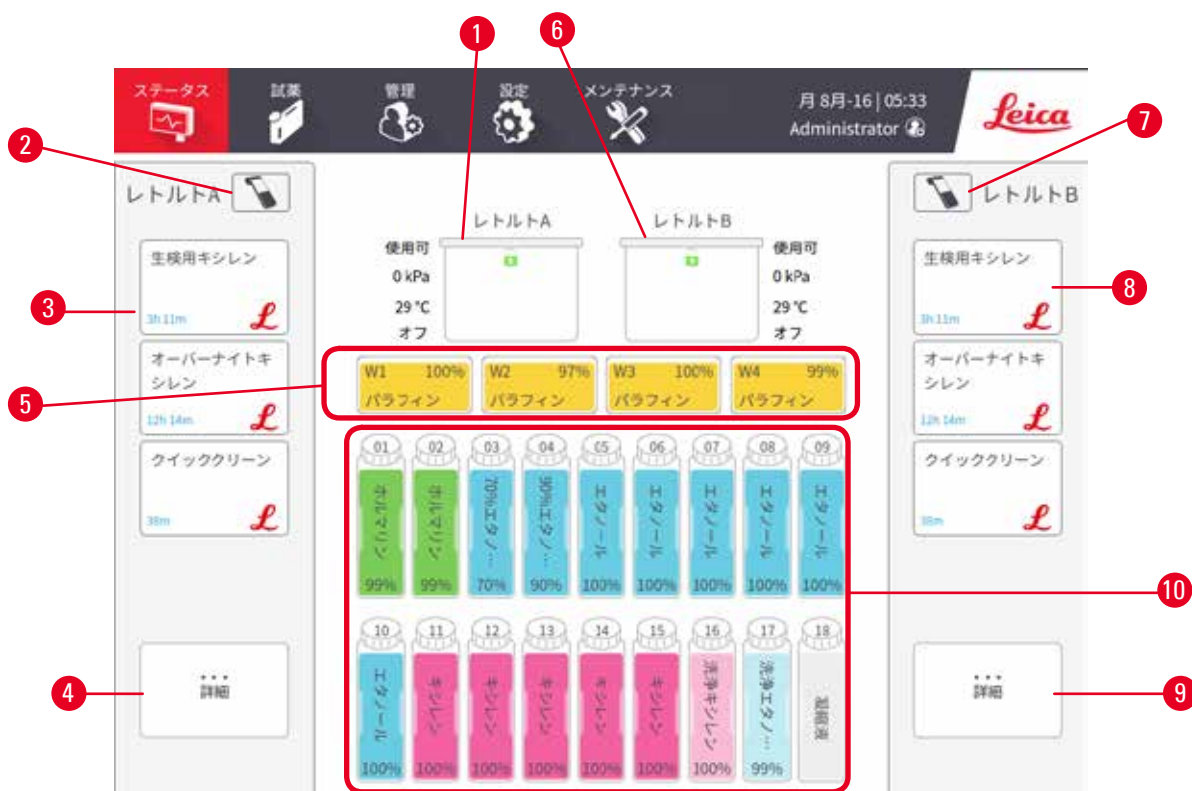 1
6
ステータス
試薬
管理
設定
メンテナンス
月 8月-16 | 05:33
Administrator
Leica
2
7
レトルトA
レトルトB
レトルトA
レトルトB
使用可
0 kPa
29 °C
オフ
使用可
0 kPa
29 °C
オフ
3
生検用キシレン
3h 11m
オーバーナイトキ
シレン
12h 14m
クイッククリーン
38m
8
生検用キシレン
3h 11m
オーバーナイトキ
シレン
12h 14m
クイッククリーン
38m
5
W1 100%
パラフィン
W2 97%
パラフィン
W3 100%
パラフィン
W4 99%
パラフィン
01
ホルマリン
99%
02
ホルマリン
99%
03
70%エタノ…
70%
04
90%エタノ…
90%
05
エタノール
100%
06
エタノール
100%
07
エタノール
100%
08
エタノール
100%
09
エタノール
100%
10
10
エタノール
100%
11
キシレン
100%
12
キシレン
100%
13
キシレン
100%
14
キシレン
100%
15
キシレン
100%
16
洗浄キシレン
100%
17
洗浄エタノ…
99%
18
凝縮液
4
…
詳細
9
…
詳細